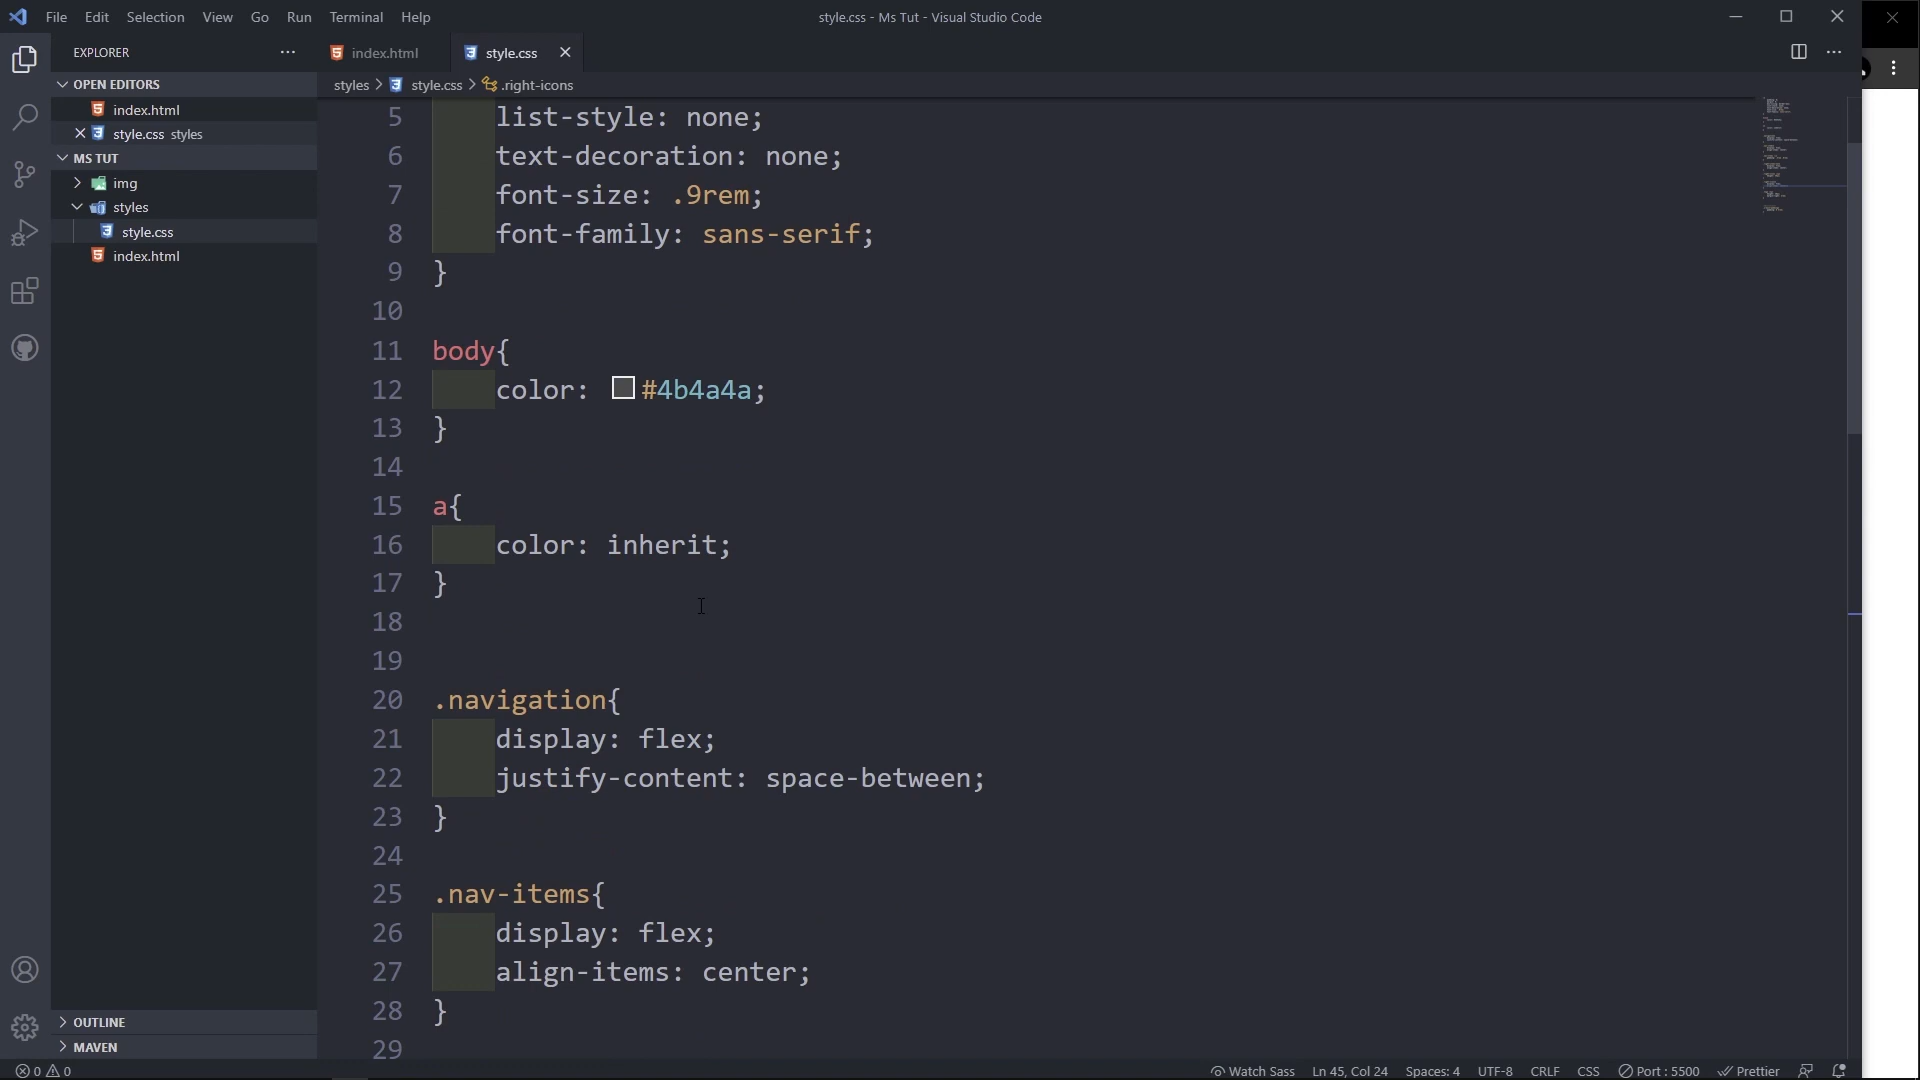 File Edit Selection View Go Run Terminal Help
style.css - Ms Tut - Visual Studio Code
EXPLORER
index.html
style.css
OPEN EDITORS
styles > style.css > .right-icons
index.html
style.css styles
MS TUT
img
styles
style.css
index.html
5 list-style: none;
6 text-decoration: none;
7 font-size: .9rem;
8 font-family: sans-serif;
9 }
10
11 body{
12 color: #4b4a4a;
13 }
14
15 a{
16 color: inherit;
17 }
18
19
20 .navigation{
21 display: flex;
22 justify-content: space-between;
23 }
24
25 .nav-items{
26 display: flex;
27 align-items: center;
28 }
29
OUTLINE
MAVEN
0 0
Watch Sass
Ln 45, Col 24
Spaces: 4
UTF-8
CRLF
CSS
Port : 5500
Prettier